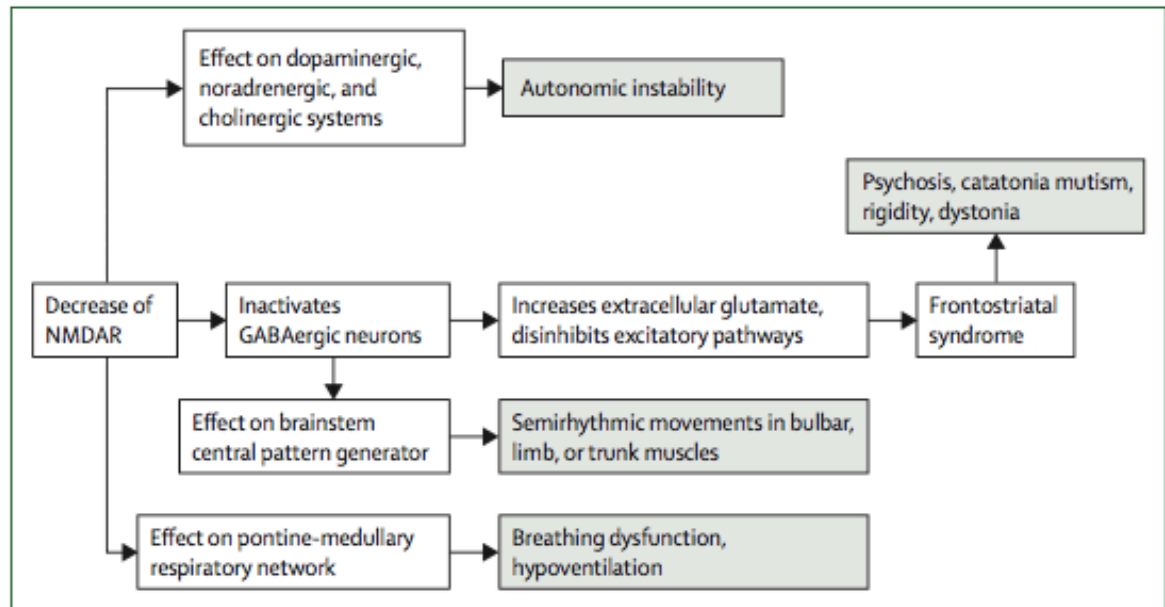 Effect on dopaminergic,
noradrenergic, and
cholinergic systems
Autonomic instability
Psychosis, catatonia mutism,
rigidity, dystonia
Decrease of
NMDAR
Inactivates
GABAergic neurons
Increases extracellular glutamate,
disinhibits excitatory pathways
Frontostriatal
syndrome
Effect on brainstem
central pattern generator
Semirhythmic movements in bulbar,
limb, or trunk muscles
Effect on pontine-medullary
respiratory network
Breathing dysfunction,
hypoventilation